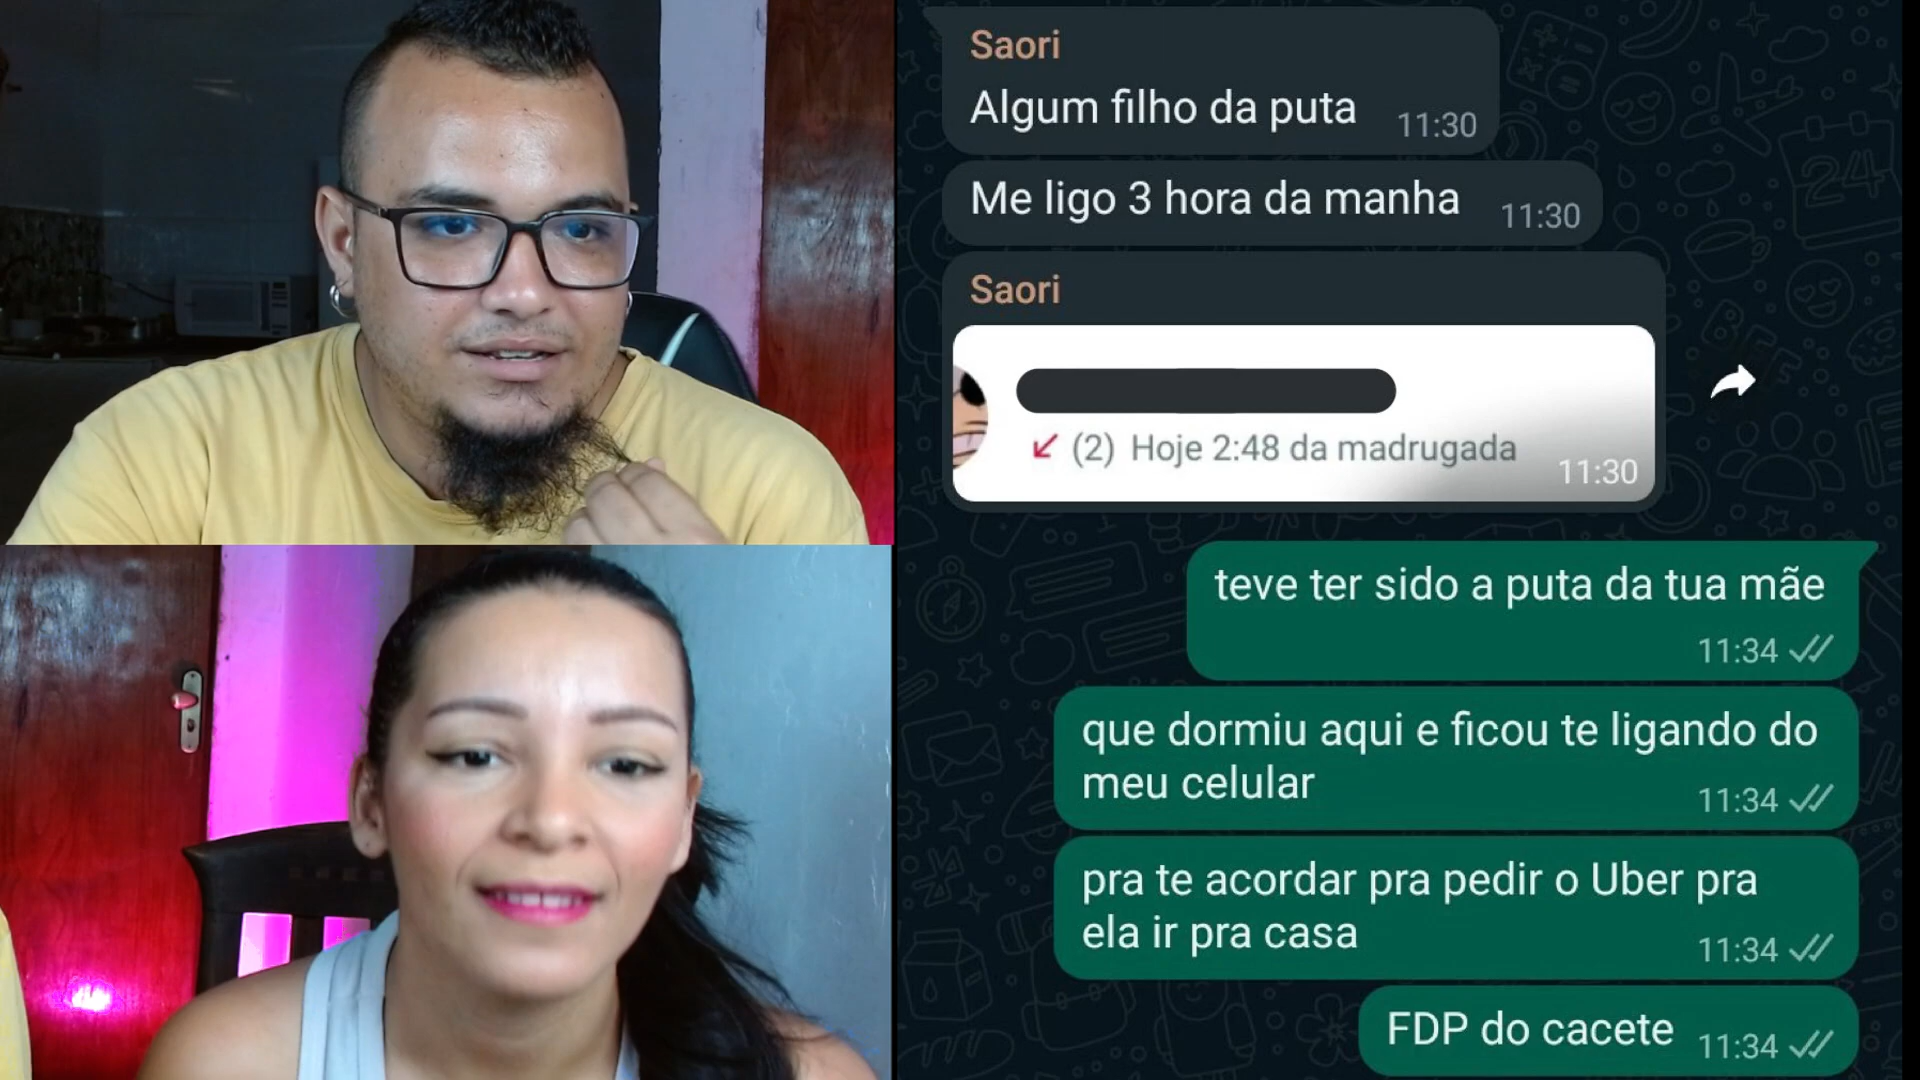 Saori
Algum filho da puta
11:30
Me ligo 3 hora da manha
11:30
Saori
(2) Hoje 2:48 da madrugada
11:30
teve ter sido a puta da tua mãe
11:34
que dormiu aqui e ficou te ligando do
meu celular
11:34
pra te acordar pra pedir o Uber pra
ela ir pra casa
11:34
FDP do cacete
11:34